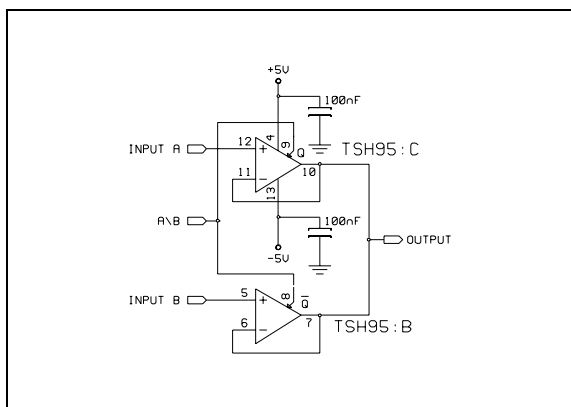 +5V
100nF
4
9
Q
INPUT A
12
+
11
−
10
TSH95:C
13
A\B
100nF
OUTPUT
-5V
INPUT B
5
+
8
Q̅
6
−
7
TSH95:B